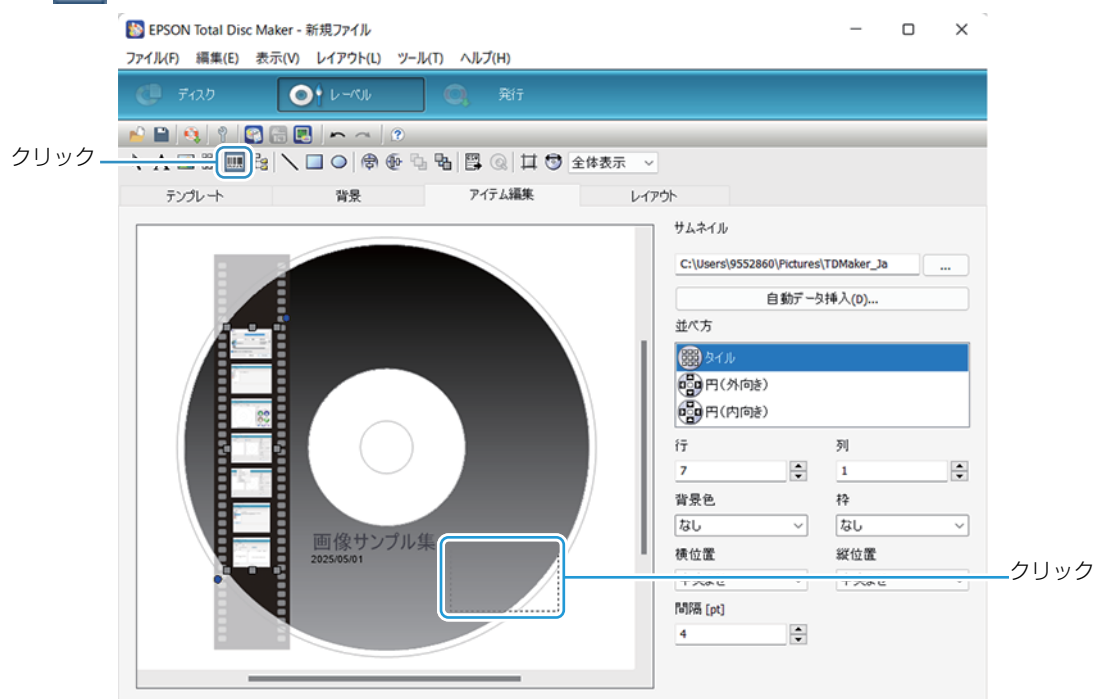 EPSON Total Disc Maker - 新規ファイル
ファイル(F) 編集(E) 表示(V) レイアウト(L) ツール(T) ヘルプ(H)
ディスク レーベル 発行
クリック
全体表示
テンプレート 背景 アイテム編集 レイアウト
サムネイル
C:\Users\9552860\Pictures\TDMaker_Ja ...
自動データ挿入(D)...
並べ方
タイル
円(外向き)
円(内向き)
行 列
7 1
背景色 枠
なし なし
画像サンプル集
2025/05/01
横位置 縦位置
クリック
間隔 [pt]
4